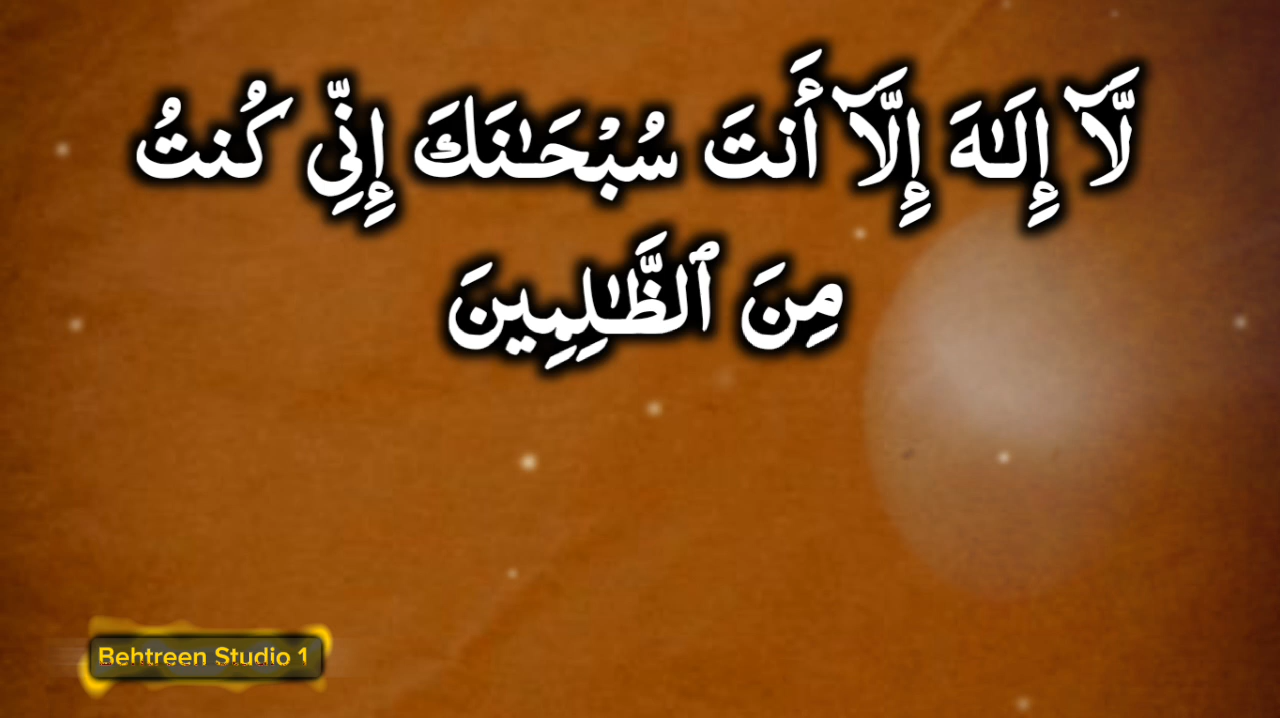 لَّآ إِلَـٰهَ إِلَّآ أَنتَ سُبْحَـٰنَكَ إِنِّى كُنتُ
مِنَ ٱلظَّـٰلِمِينَ
Behtreen Studio 1